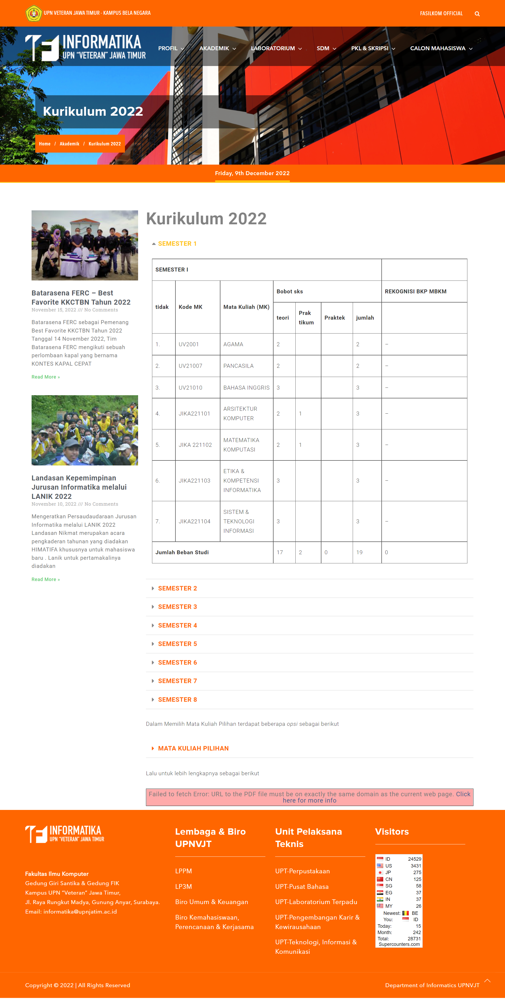 UPN VETERAN JAWA TIMUR - KAMPUS BELA NEGARA
FASILKOM OFFICIAL
INFORMATIKA
UPN “VETERAN” JAWA TIMUR
PROFIL
AKADEMIK
LABORATORIUM
SDM
PKL & SKRIPSI
CALON MAHASISWA
Kurikulum 2022
Home / Akademik / Kurikulum 2022
Friday, 9th December 2022
Batarasena FERC – Best
Favorite KKCTBN Tahun 2022
November 15, 2022 /// No Comments
Batarasena FERC sebagai Pemenang
Best Favorite KKCTBN Tahun 2022
Tanggal 14 November 2022, Tim
Batarasena FERC mengikuti sebuah
perlombaan kapal yang bernama
KONTES KAPAL CEPAT
Read More »
Landasan Kepemimpinan
Jurusan Informatika melalui
LANIK 2022
November 10, 2022 /// No Comments
Mengeratkan Persaudaudaraan Jurusan
Informatika melalui LANIK 2022
Landasan Nikmat merupakan acara
pengkaderan tahunan yang diadakan
HIMATIFA khususnya untuk mahasiswa
baru . Lanik untuk pertamakalinya
diadakan
Read More »
Kurikulum 2022
SEMESTER 1
SEMESTER I
tidak
Kode MK
Mata Kuliah (MK)
Bobot sks
REKOGNISI BKP MBKM
teori
Prak
tikum
Praktek
jumlah
1. UV2001 AGAMA 2 2 –
2. UV21007 PANCASILA 2 2 –
3. UV21010 BAHASA INGGRIS 3 3 –
4. JIKA221101 ARSITEKTUR
KOMPUTER 2 1 3 –
5. JIKA 221102 MATEMATIKA
KOMPUTASI 2 1 3 –
6. JIKA221103 ETIKA &
KOMPETENSI
INFORMATIKA 3 3 –
7. JIKA221104 SISTEM &
TEKNOLOGI
INFORMASI 3 3 –
Jumlah Beban Studi 17 2 0 19 0
SEMESTER 2
SEMESTER 3
SEMESTER 4
SEMESTER 5
SEMESTER 6
SEMESTER 7
SEMESTER 8
Dalam Memilih Mata Kuliah Pilihan terdapat beberapa opsi sebagai berikut
MATA KULIAH PILIHAN
Lalu untuk lebih lengkapnya sebagai berikut
Failed to fetch Error: URL to the PDF file must be on exactly the same domain as the current web page. Click
here for more info
INFORMATIKA
UPN “VETERAN” JAWA TIMUR
Fakultas Ilmu Komputer
Gedung Giri Santika & Gedung FIK
Kampus UPN “Veteran” Jawa Timur,
Jl. Raya Rungkut Madya, Gunung Anyar, Surabaya.
Email: informatika@upnjatim.ac.id
Lembaga & Biro
UPNVJT
LPPM
LP3M
Biro Umum & Keuangan
Biro Kemahasiswaan,
Perencanaan & Kerjasama
Unit Pelaksana
Teknis
UPT-Perpustakaan
UPT-Pusat Bahasa
UPT-Laboratorium Terpadu
UPT-Pengembangan Karir &
Kewirausahaan
UPT-Teknologi, Informasi &
Komunikasi
Visitors
ID 24529
US 3431
JP 275
CN 125
SG 58
EG 37
IN 37
MY 26
Newest: BE
You: ID
Today: 15
Month: 242
Total: 28731
Supercounters.com
Copyright © 2022 | All Rights Reserved
Department of Informatics UPNVJT